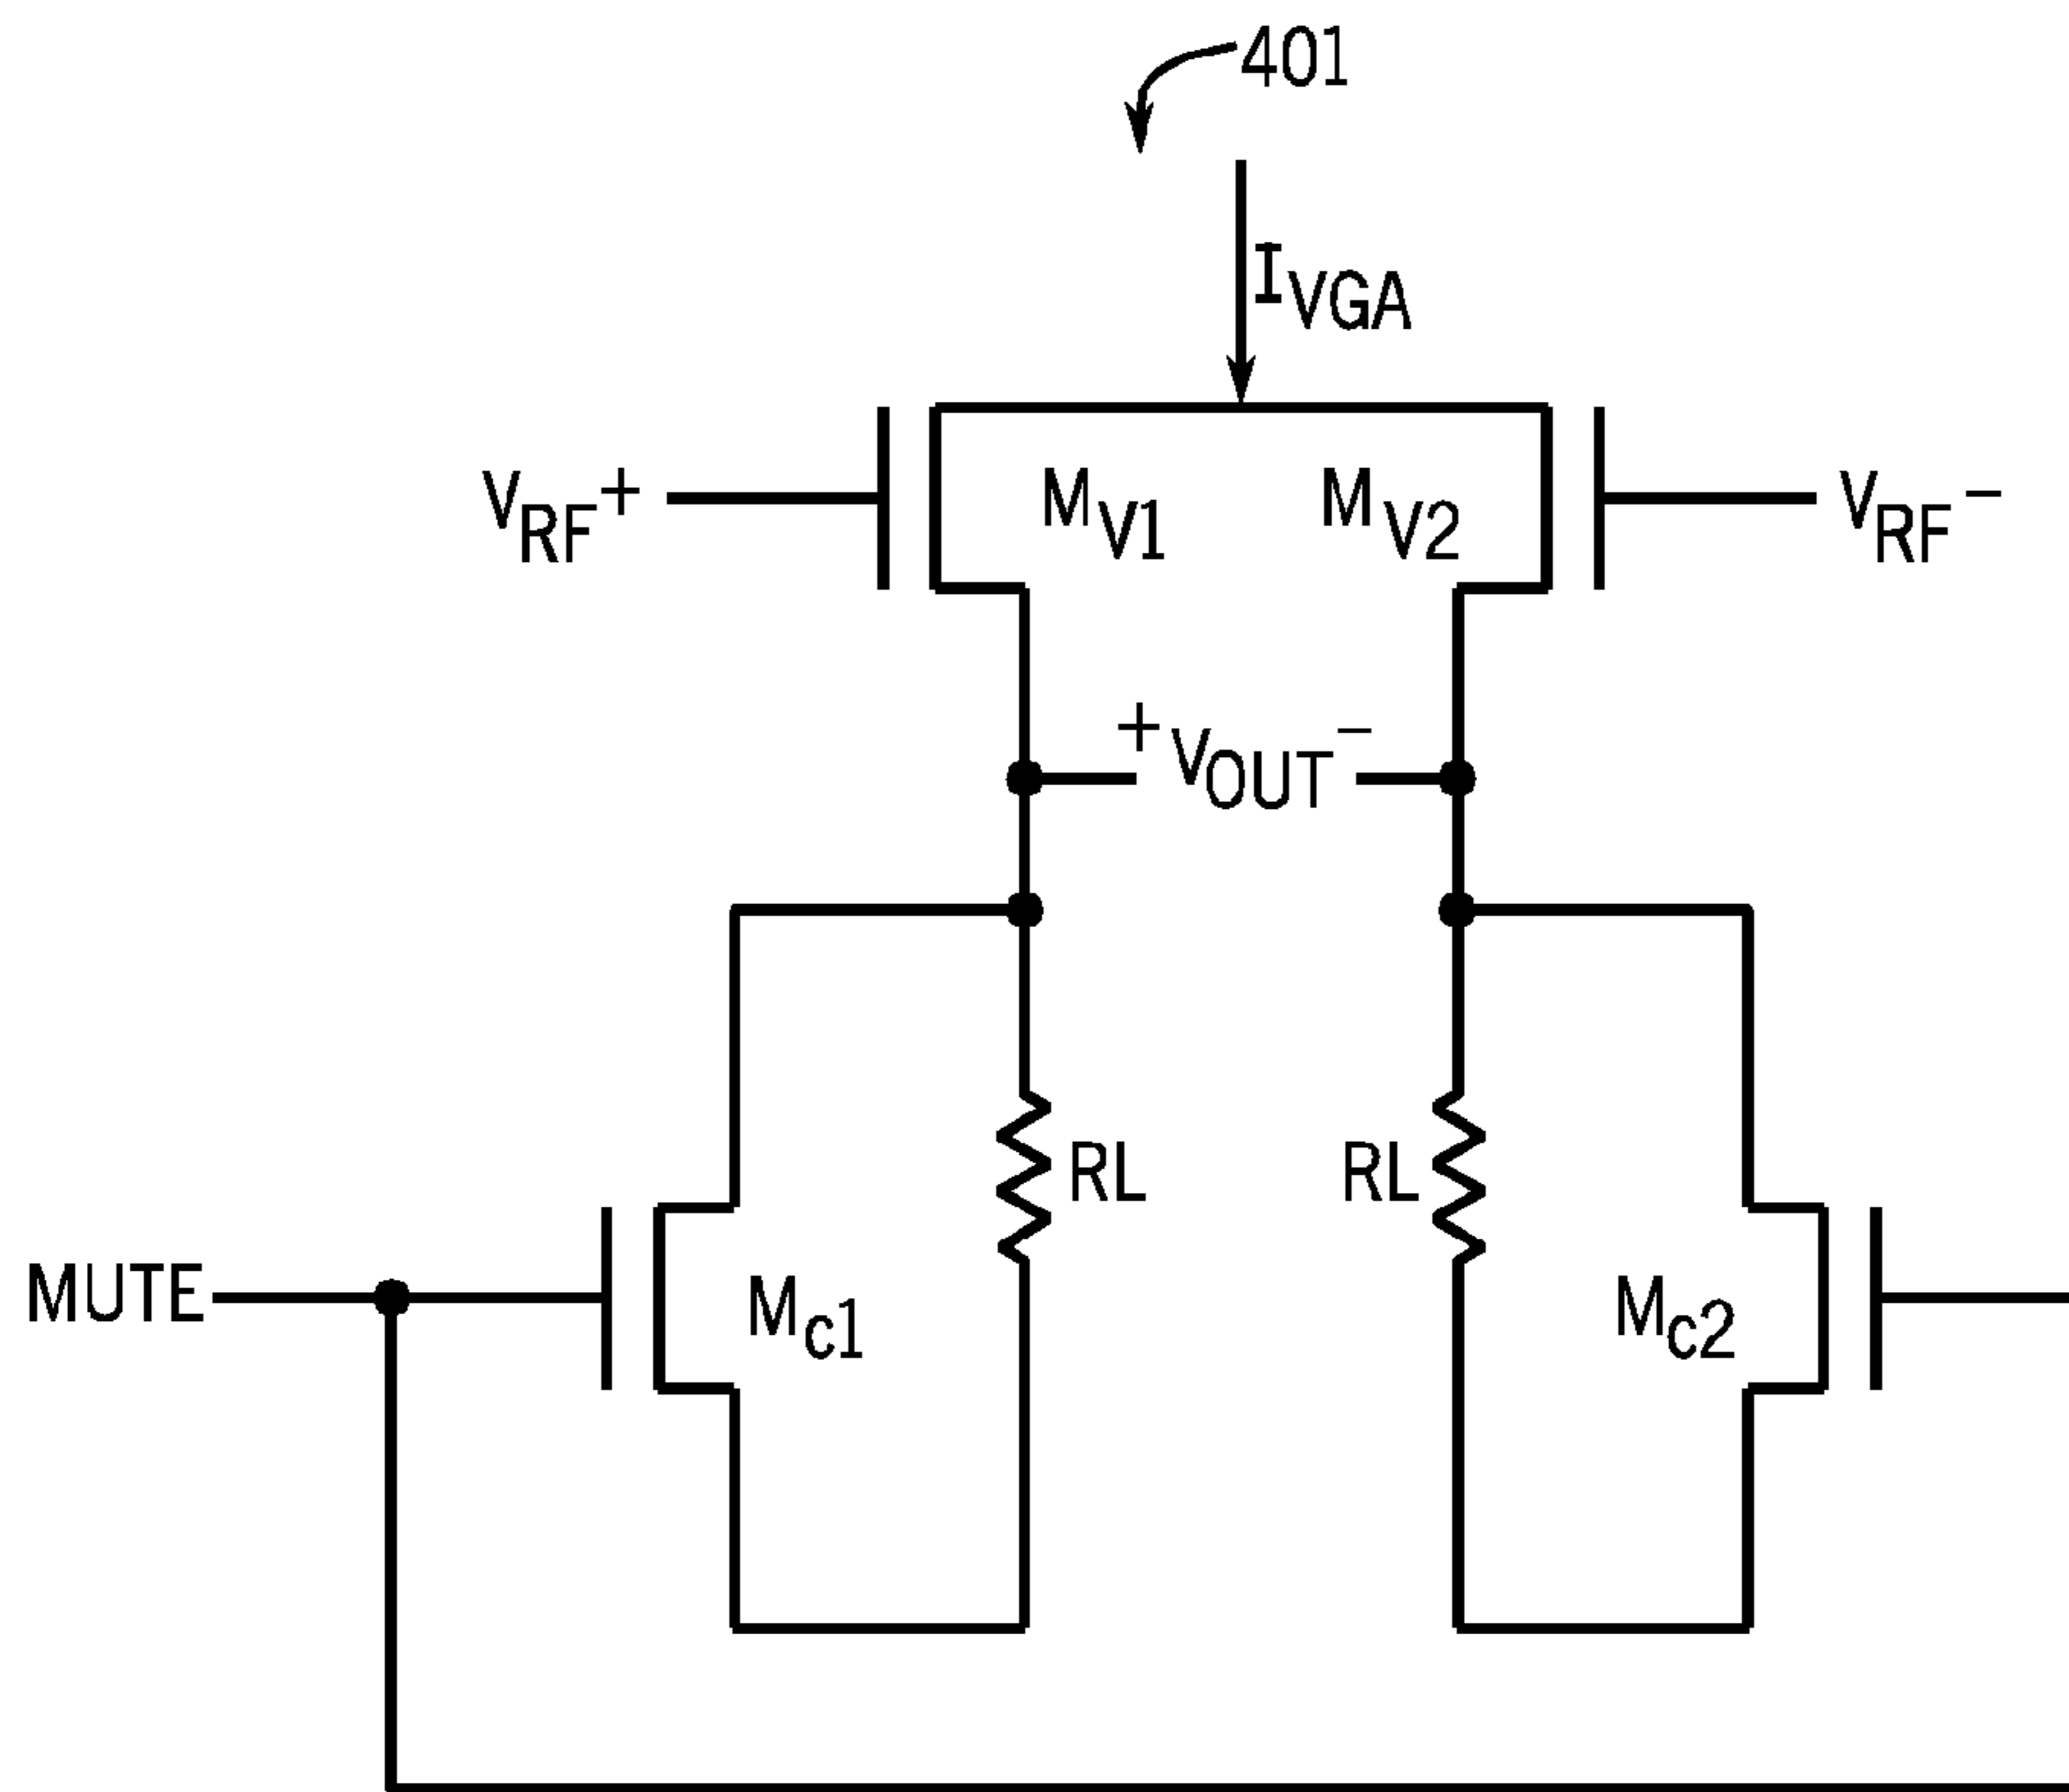 401
IVGA
VRF+
MV1
MV2
VRF−
+VOUT−
RL
RL
MUTE
MC1
MC2